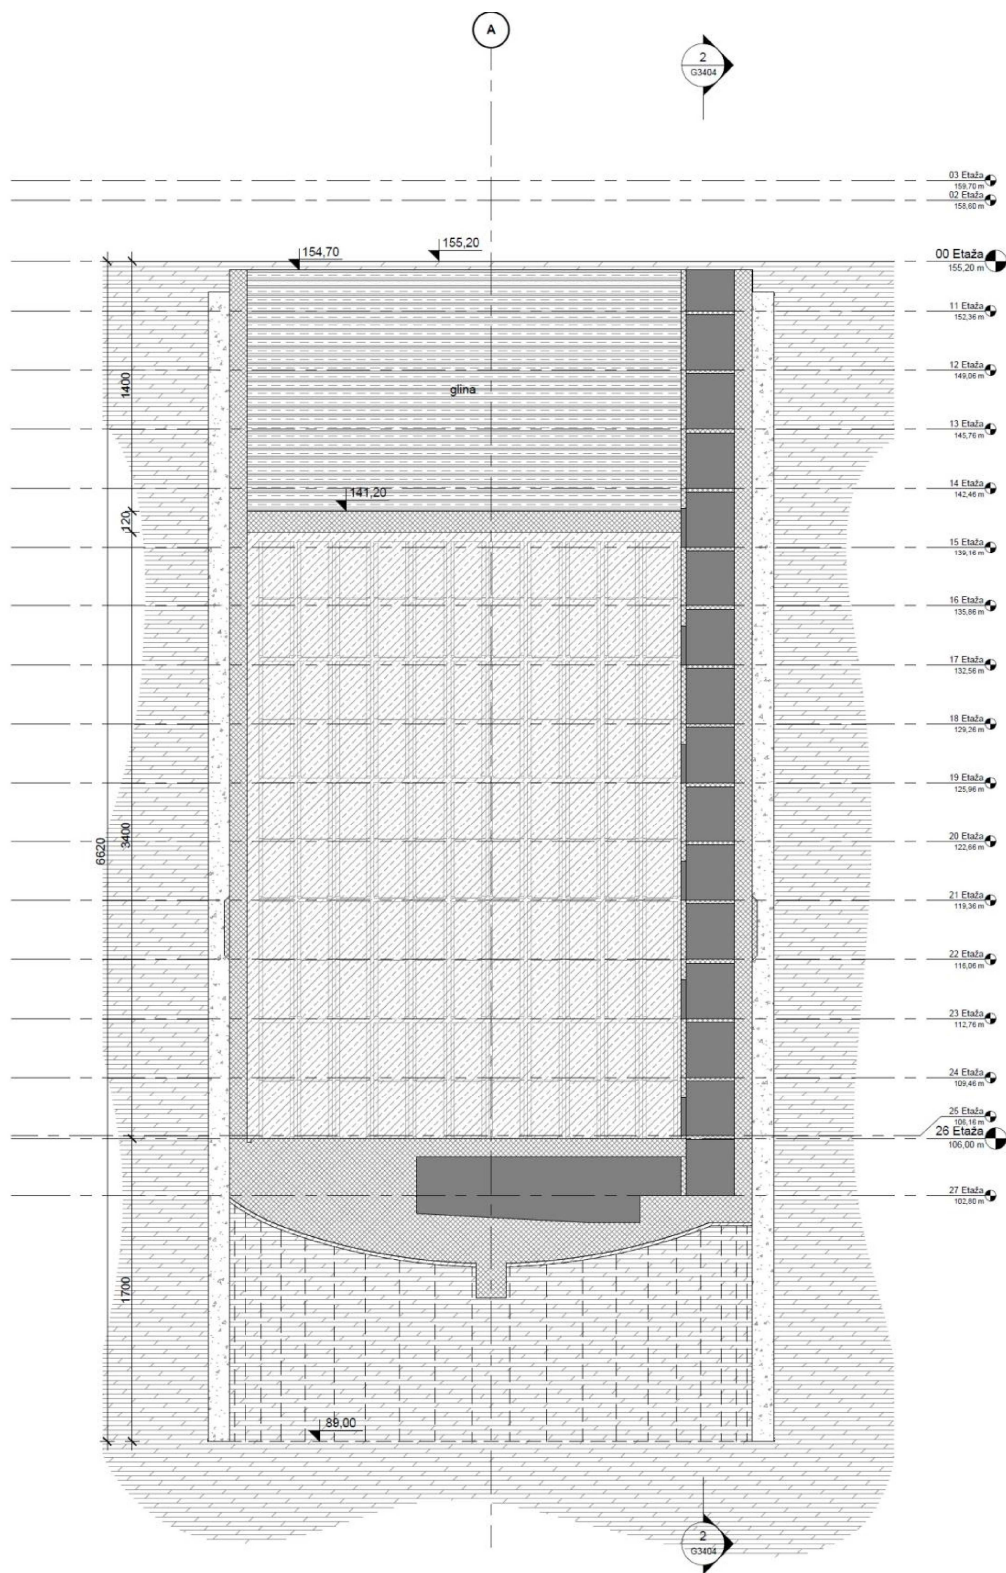 A
2
G3404
03 Etaža
159,70 m
02 Etaža
158,60 m
154,70
155,20
00 Etaža
155,20 m
11 Etaža
152,36 m
12 Etaža
149,06 m
1400
glina
13 Etaža
145,76 m
14 Etaža
142,46 m
141,20
120
15 Etaža
139,16 m
16 Etaža
135,86 m
17 Etaža
132,56 m
18 Etaža
129,26 m
19 Etaža
125,96 m
3400
6620
20 Etaža
122,66 m
21 Etaža
119,36 m
22 Etaža
116,06 m
23 Etaža
112,76 m
24 Etaža
109,46 m
25 Etaža
106,16 m
26 Etaža
106,00 m
27 Etaža
102,80 m
1700
89,00
2
G3404